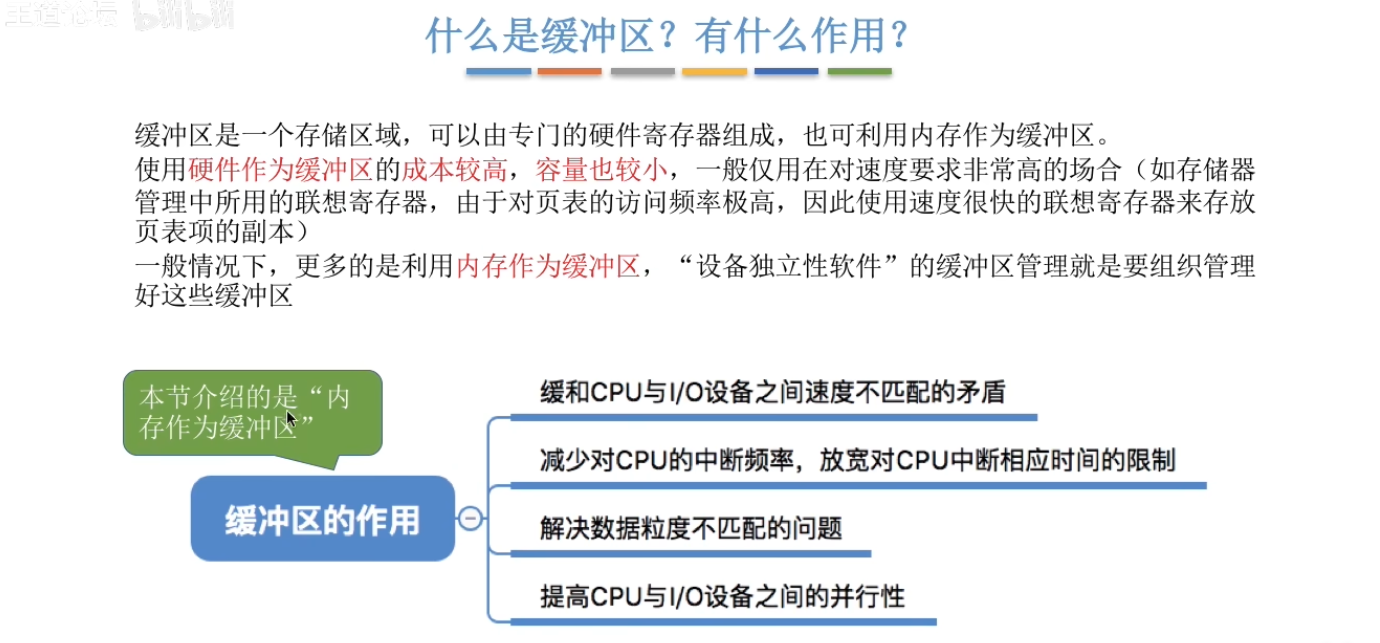 王道论坛 bilibili
什么是缓冲区？有什么作用？
缓冲区是一个存储区域，可以由专门的硬件寄存器组成，也可利用内存作为缓冲区。
使用硬件作为缓冲区的成本较高，容量也较小，一般仅用在对速度要求非常高的场合（如存储器
管理中所用的联想寄存器，由于对页表的访问频率极高，因此使用速度很快的联想寄存器来存放
页表项的副本）
一般情况下，更多的是利用内存作为缓冲区，“设备独立性软件”的缓冲区管理就是要组织管理
好这些缓冲区
本节介绍的是“内
存作为缓冲区”
缓冲区的作用
缓和CPU与I/O设备之间速度不匹配的矛盾
减少对CPU的中断频率，放宽对CPU中断相应时间的限制
解决数据粒度不匹配的问题
提高CPU与I/O设备之间的并行性